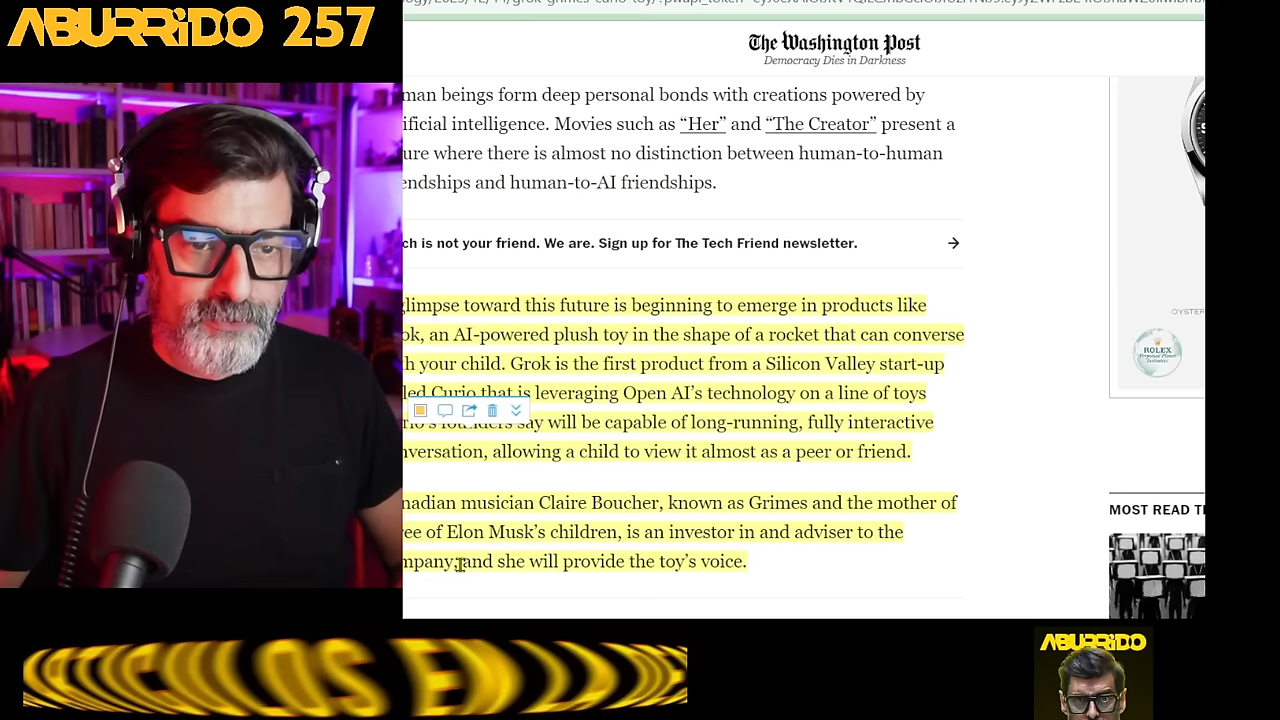 ABURRiDO 257
The Washington Post
Democracy Dies in Darkness
man beings form deep personal bonds with creations powered by
ificial intelligence. Movies such as “Her” and “The Creator” present a
ure where there is almost no distinction between human-to-human
endships and human-to-AI friendships.
ch is not your friend. We are. Sign up for The Tech Friend newsletter. →
glimpse toward this future is beginning to emerge in products like
ok, an AI-powered plush toy in the shape of a rocket that can converse
h your child. Grok is the first product from a Silicon Valley start-up
led Curio that is leveraging Open AI’s technology on a line of toys
say will be capable of long-running, fully interactive
nversation, allowing a child to view it almost as a peer or friend.
nadian musician Claire Boucher, known as Grimes and the mother of
ee of Elon Musk’s children, is an investor in and adviser to the
mpany, and she will provide the toy’s voice.
OYSTER
ROLEX
Perpetual Planet
Initiatives
MOST READ T
ABURRiDO